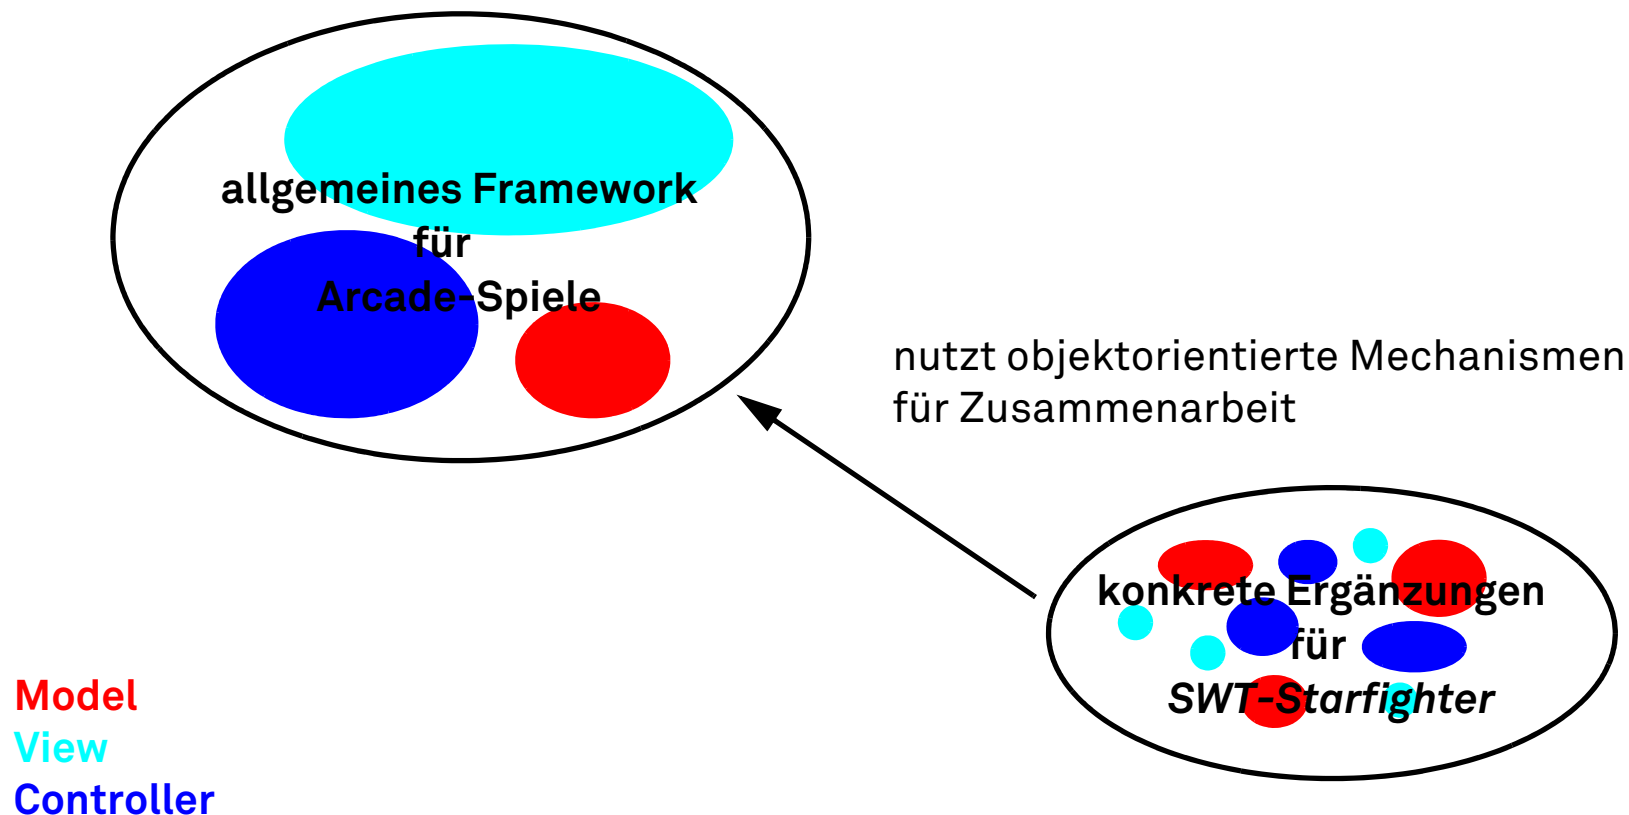 allgemeines Framework
für
Arcade-Spiele
nutzt objektorientierte Mechanismen
für Zusammenarbeit
konkrete Ergänzungen
für
SWT-Starfighter
Model
View
Controller